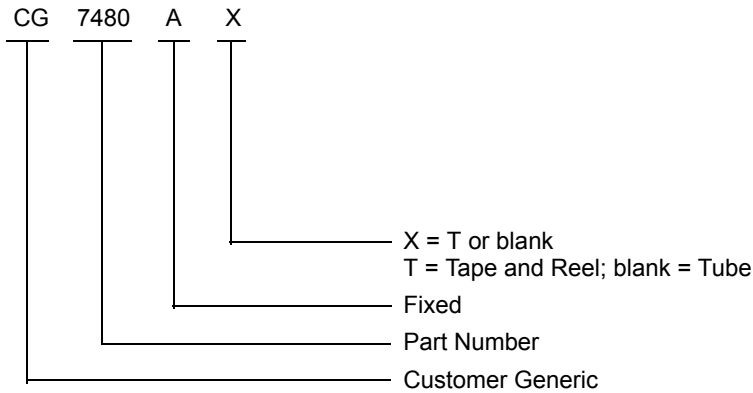 CG 7480 A X
X = T or blank
T = Tape and Reel; blank = Tube
Fixed
Part Number
Customer Generic